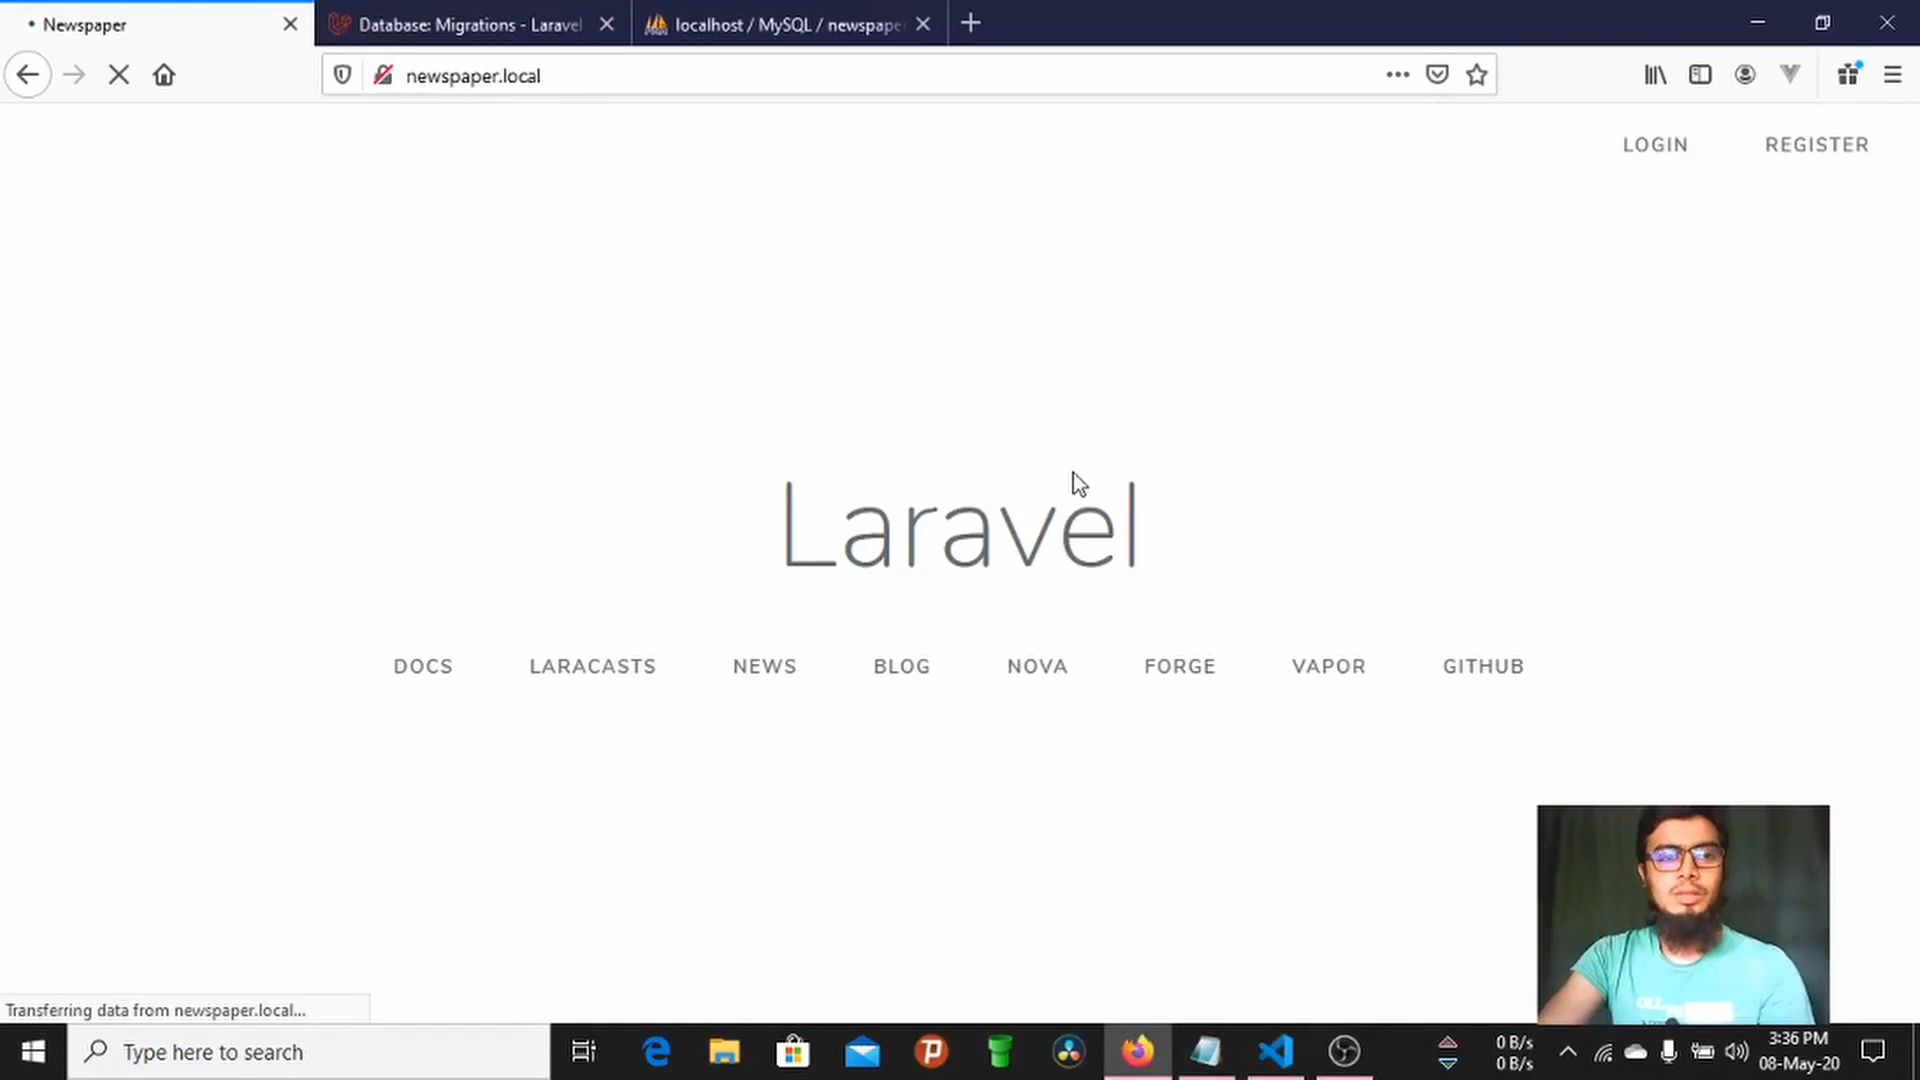 Newspaper
Database: Migrations - Laravel
localhost / MySQL / newspaper
newspaper.local
LOGIN REGISTER
Laravel
DOCS LARACASTS NEWS BLOG NOVA FORGE VAPOR GITHUB
Transferring data from newspaper.local...
Type here to search
0 B/s
0 B/s
3:36 PM
08-May-20